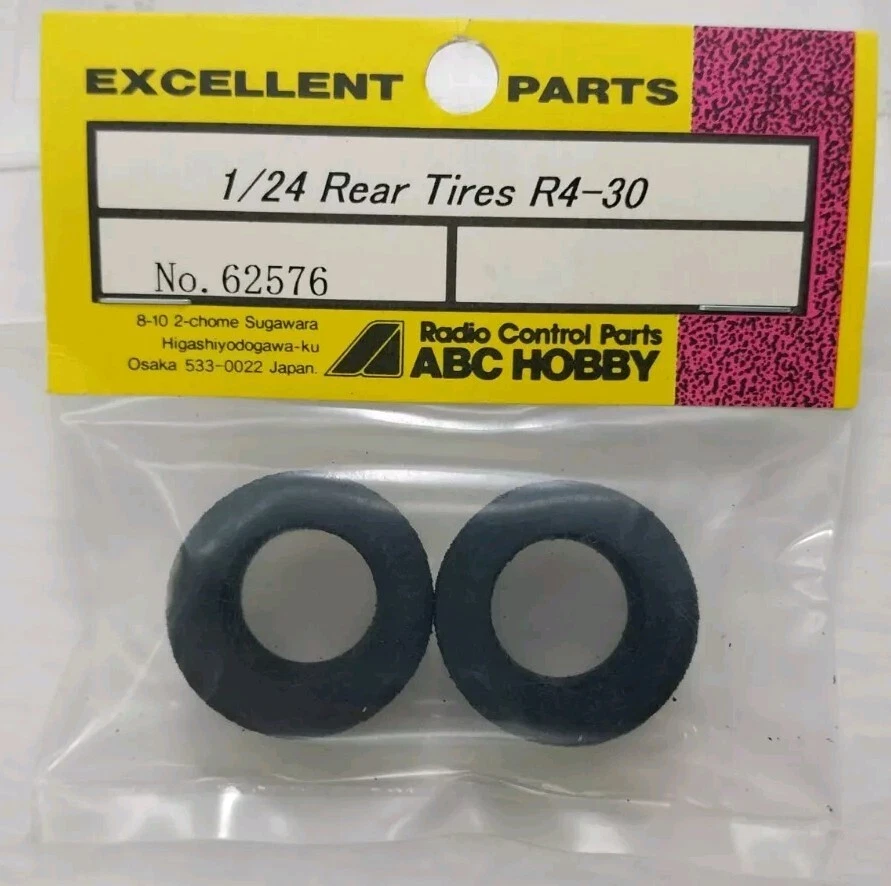 EXCELLENT PARTS
1/24 Rear Tires R4-30
No. 62576
8-10 2-chome Sugawara
Higashiyodogawa-ku
Osaka 533-0022 Japan.
Radio Control Parts
ABC HOBBY